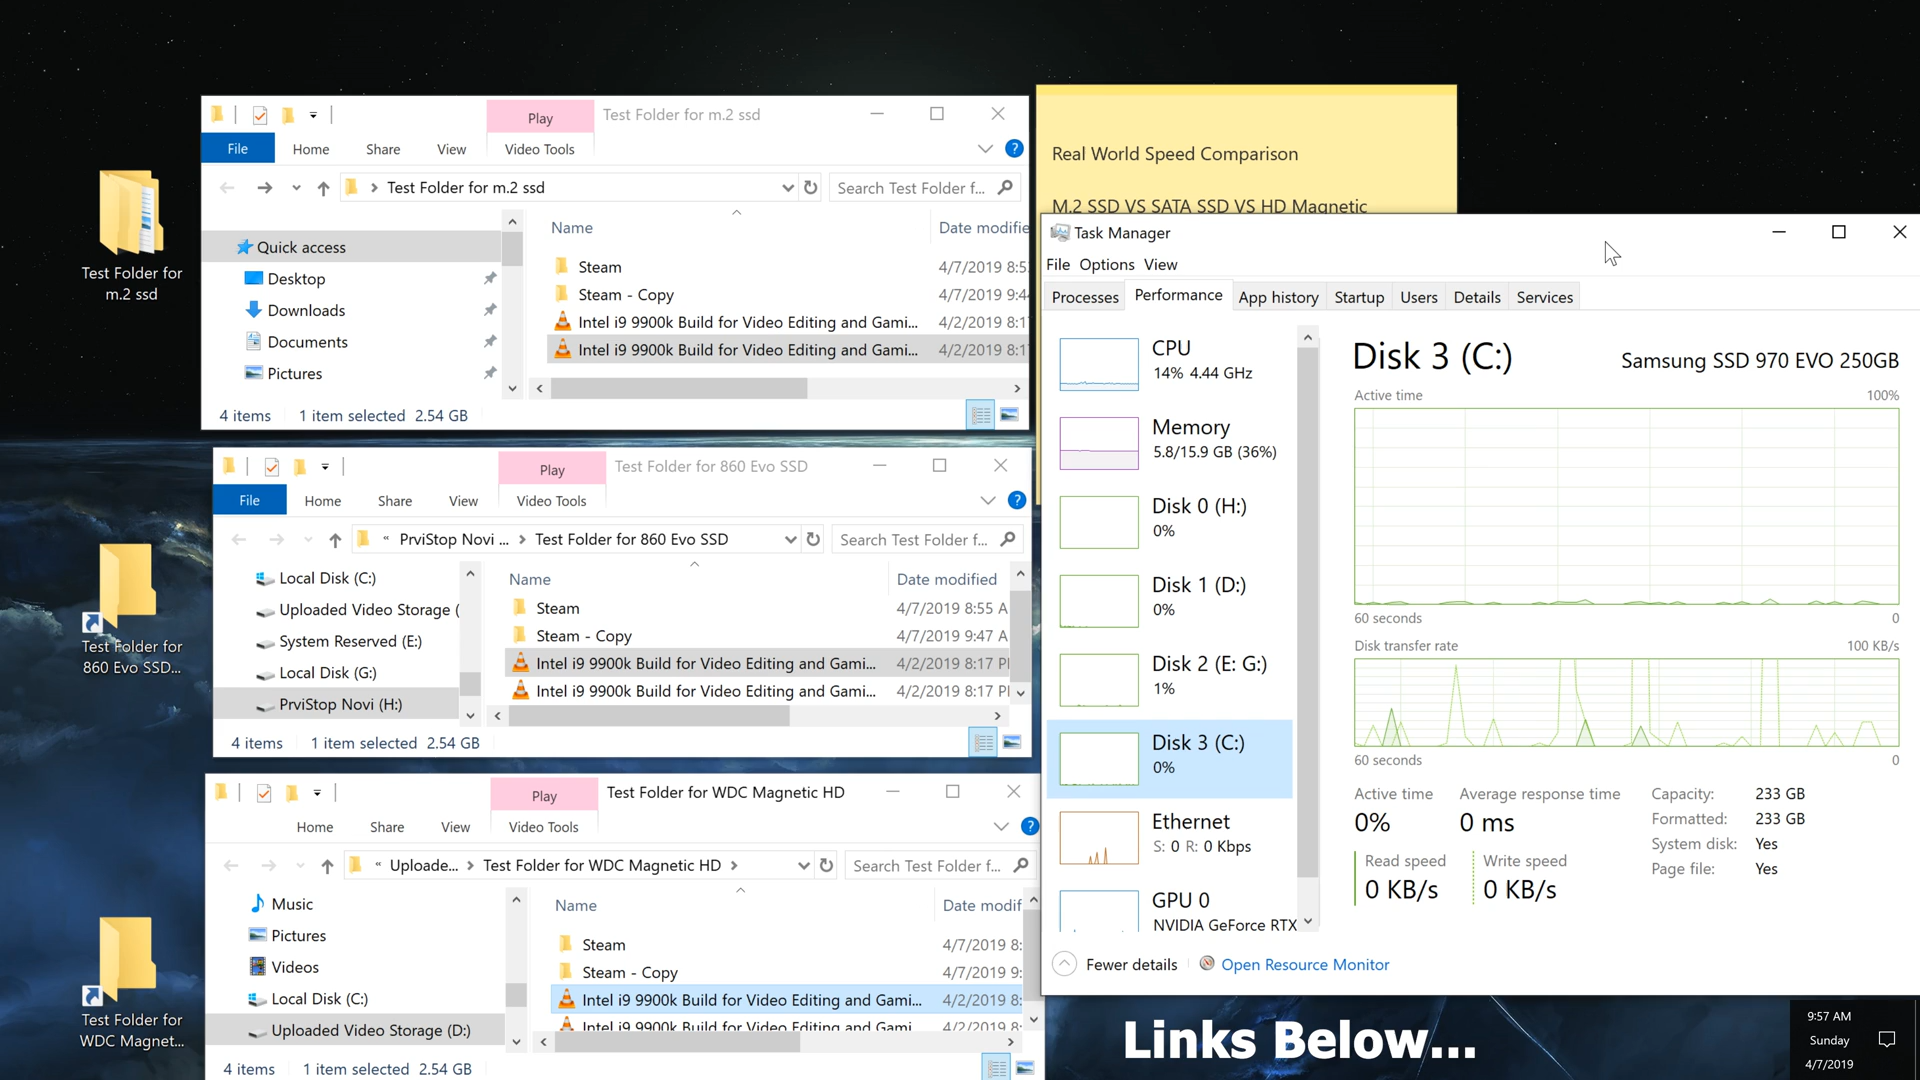 Test Folder for
m.2 ssd
Test Folder for
860 Evo SSD...
Test Folder for
WDC Magnet...
Play
Test Folder for m.2 ssd
File
Home
Share
View
Video Tools
Test Folder for m.2 ssd
Search Test Folder f...
Quick access
Desktop
Downloads
Documents
Pictures
Name
Date modifie
Steam
4/7/2019 8:5
Steam - Copy
4/7/2019 9:4
Intel i9 9900k Build for Video Editing and Gami...
4/2/2019 8:1
Intel i9 9900k Build for Video Editing and Gami...
4/2/2019 8:1
4 items
1 item selected 2.54 GB
Play
Test Folder for 860 Evo SSD
File
Home
Share
View
Video Tools
« PrviStop Novi ...
Test Folder for 860 Evo SSD
Search Test Folder f...
Local Disk (C:)
Uploaded Video Storage (
System Reserved (E:)
Local Disk (G:)
PrviStop Novi (H:)
Name
Date modified
Steam
4/7/2019 8:55 A
Steam - Copy
4/7/2019 9:47 A
Intel i9 9900k Build for Video Editing and Gami...
4/2/2019 8:17 P
Intel i9 9900k Build for Video Editing and Gami...
4/2/2019 8:17 P
4 items
1 item selected 2.54 GB
Play
Test Folder for WDC Magnetic HD
Home
Share
View
Video Tools
« Uploade...
Test Folder for WDC Magnetic HD
Search Test Folder f...
Music
Pictures
Videos
Local Disk (C:)
Uploaded Video Storage (D:)
Name
Date modif
Steam
4/7/2019 8:
Steam - Copy
4/7/2019 9:
Intel i9 9900k Build for Video Editing and Gami...
4/2/2019 8:
Intel i9 9900k Build for Video Editing and Gami
4/2/2019 8:
4 items
1 item selected 2.54 GB
Real World Speed Comparison
M.2 SSD VS SATA SSD VS HD Magnetic
Task Manager
File Options View
Processes
Performance
App history
Startup
Users
Details
Services
CPU
14% 4.44 GHz
Memory
5.8/15.9 GB (36%)
Disk 0 (H:)
0%
Disk 1 (D:)
0%
Disk 2 (E: G:)
1%
Disk 3 (C:)
0%
Ethernet
S: 0 R: 0 Kbps
GPU 0
NVIDIA GeForce RTX
Disk 3 (C:)
Samsung SSD 970 EVO 250GB
Active time
100%
60 seconds
0
Disk transfer rate
100 KB/s
60 seconds
0
Active time
0%
Average response time
0 ms
Read speed
0 KB/s
Write speed
0 KB/s
Capacity: 233 GB
Formatted: 233 GB
System disk: Yes
Page file: Yes
Fewer details
Open Resource Monitor
Links Below...
9:57 AM
Sunday
4/7/2019